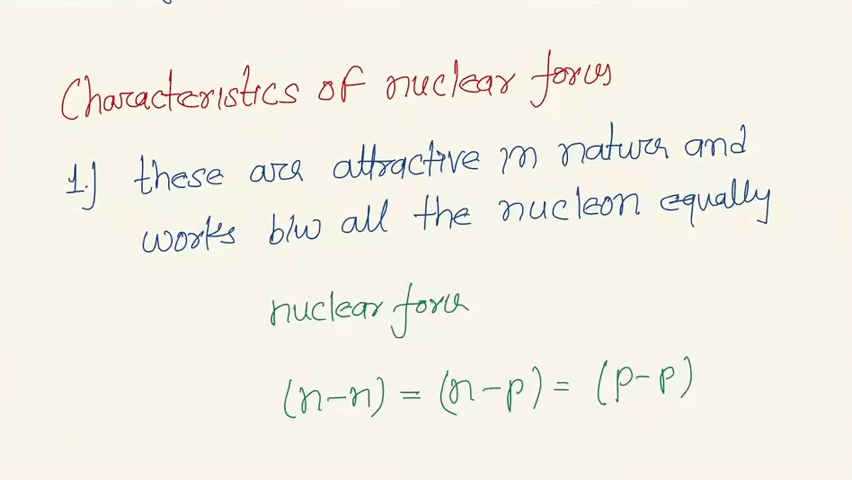 Characteristics of nuclear forces
1.) these are attractive in nature and
works b/w all the nucleon equally
nuclear force
(n-n) = (n-p) = (p-p)